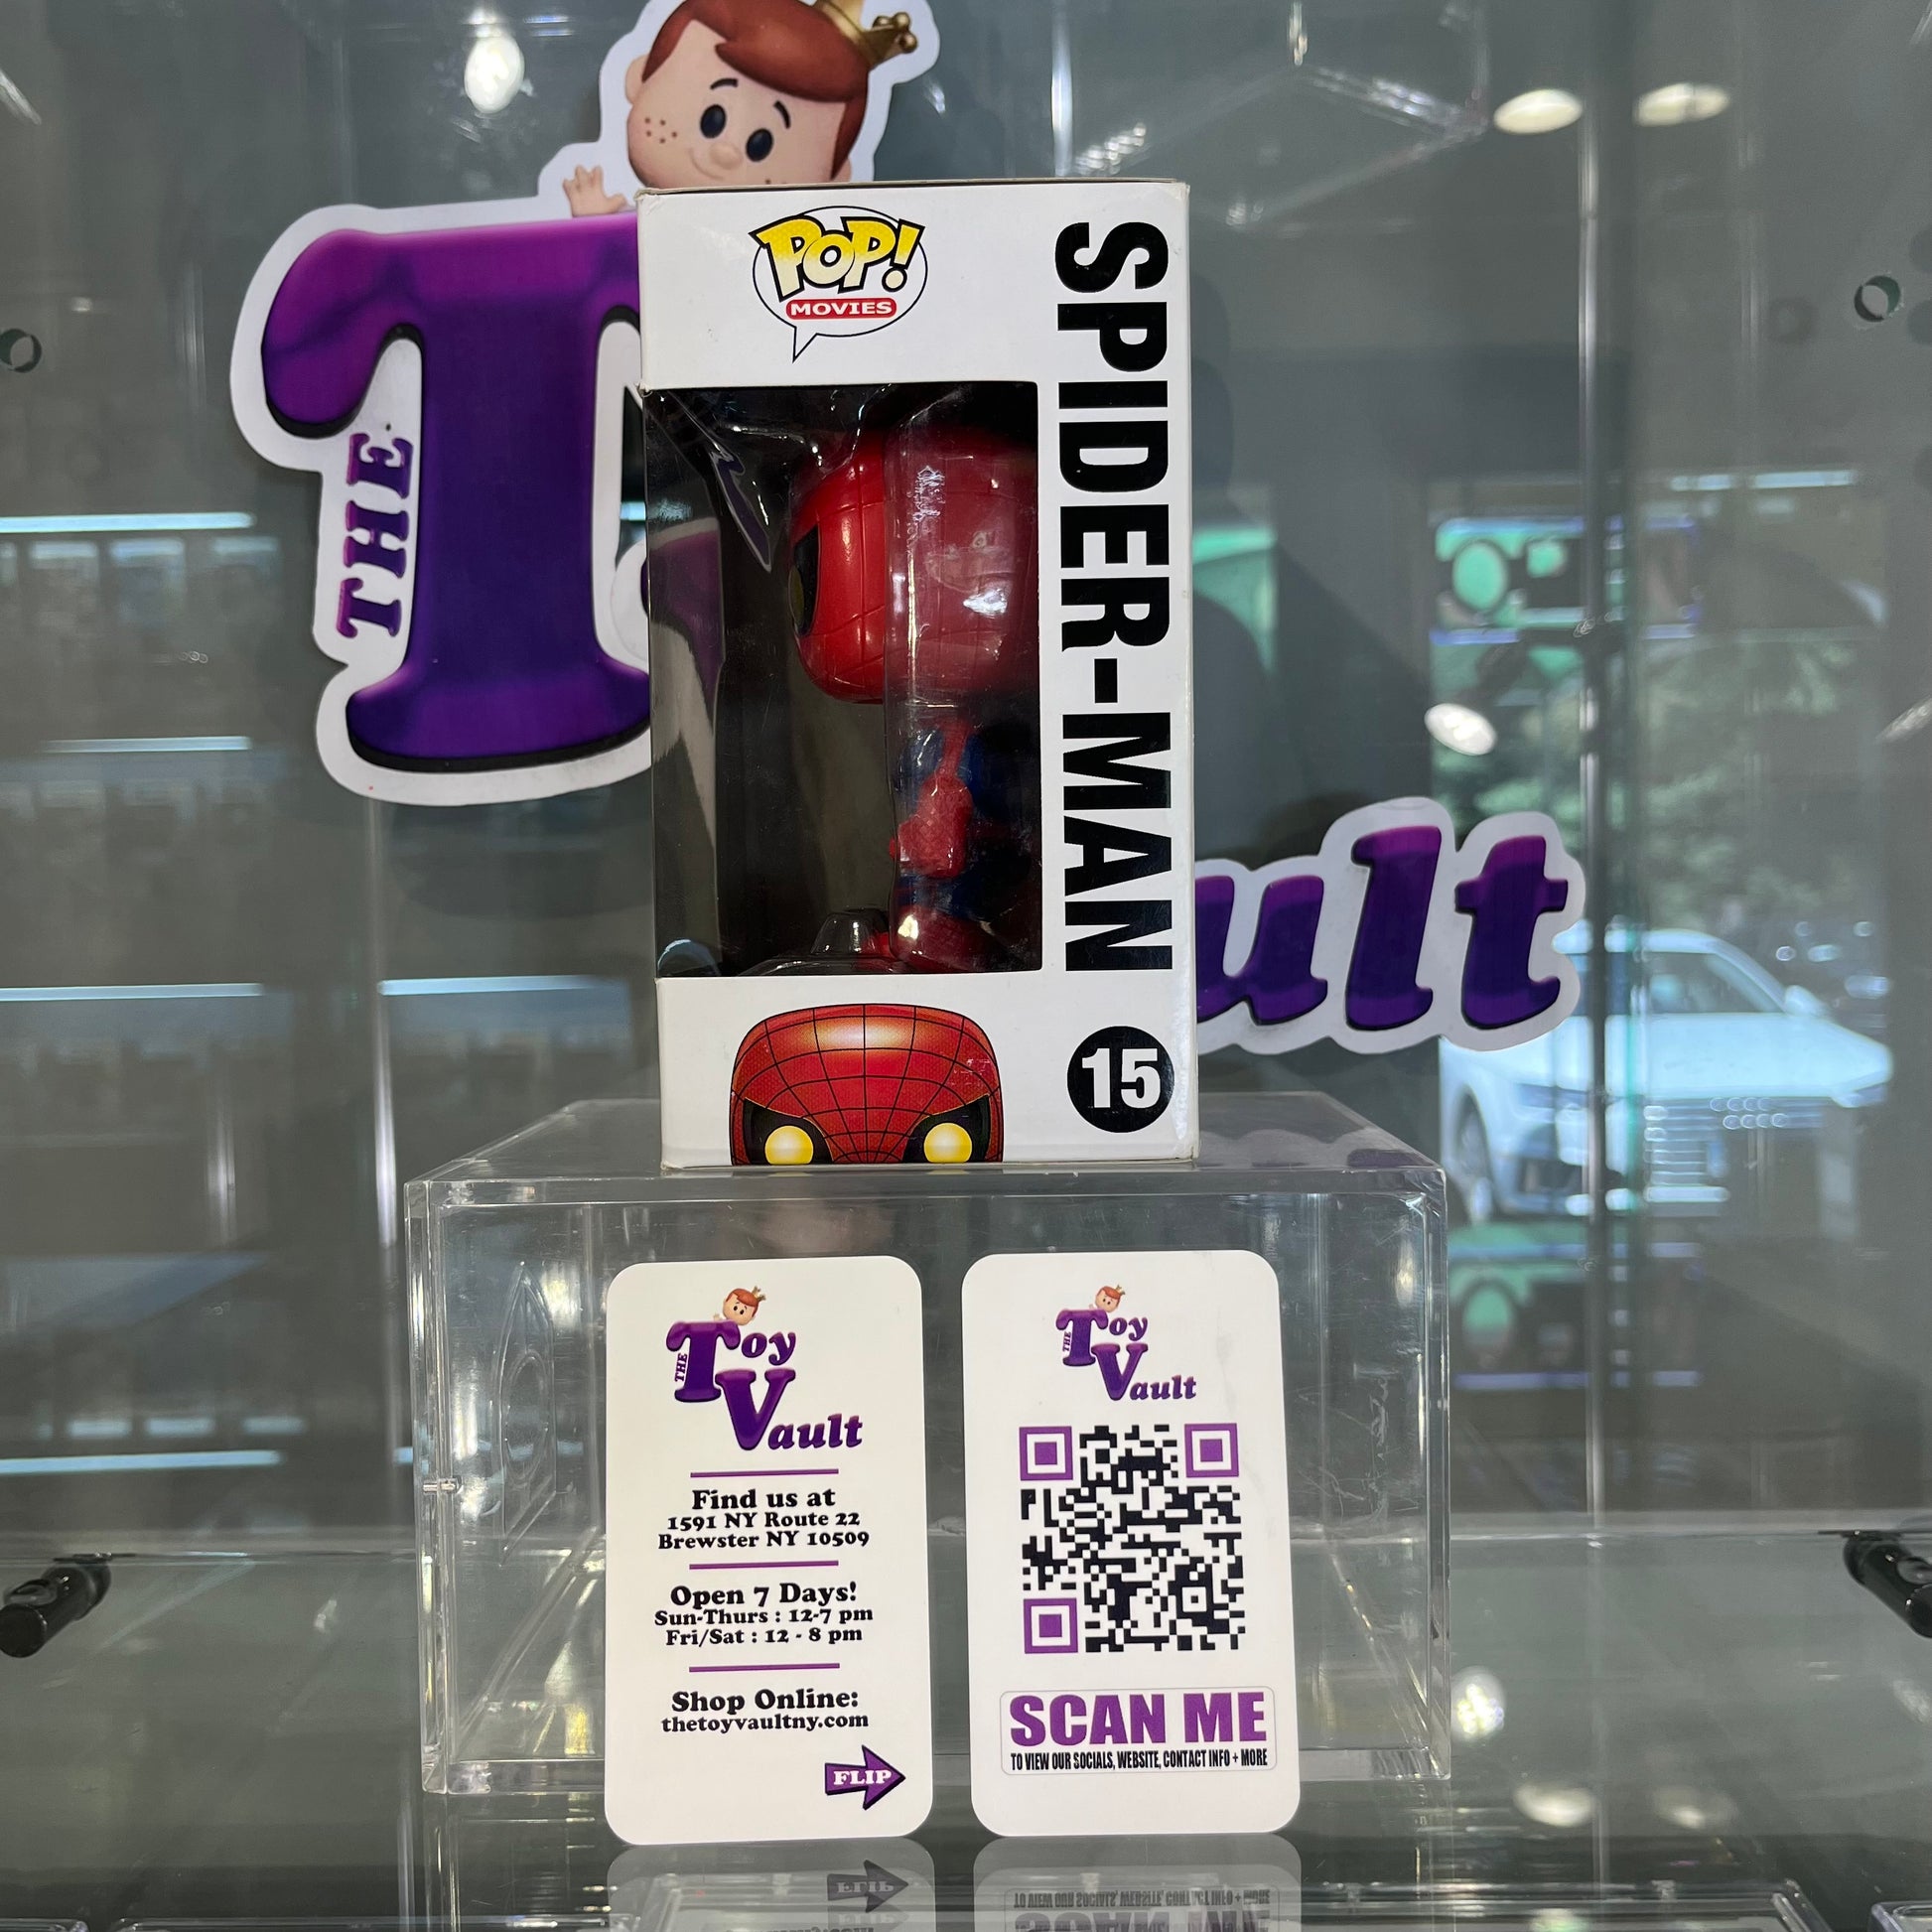 THE T
ult
POP!
MOVIES
SPIDER-MAN
15
THE Toy
Vault
Find us at
1591 NY Route 22
Brewster NY 10509
Open 7 Days!
Sun-Thurs : 12-7 pm
Fri/Sat : 12 - 8 pm
Shop Online:
thetoyvaultny.com
FLIP
THE Toy
Vault
SCAN ME
TO VIEW OUR SOCIALS, WEBSITE, CONTACT INFO + MORE